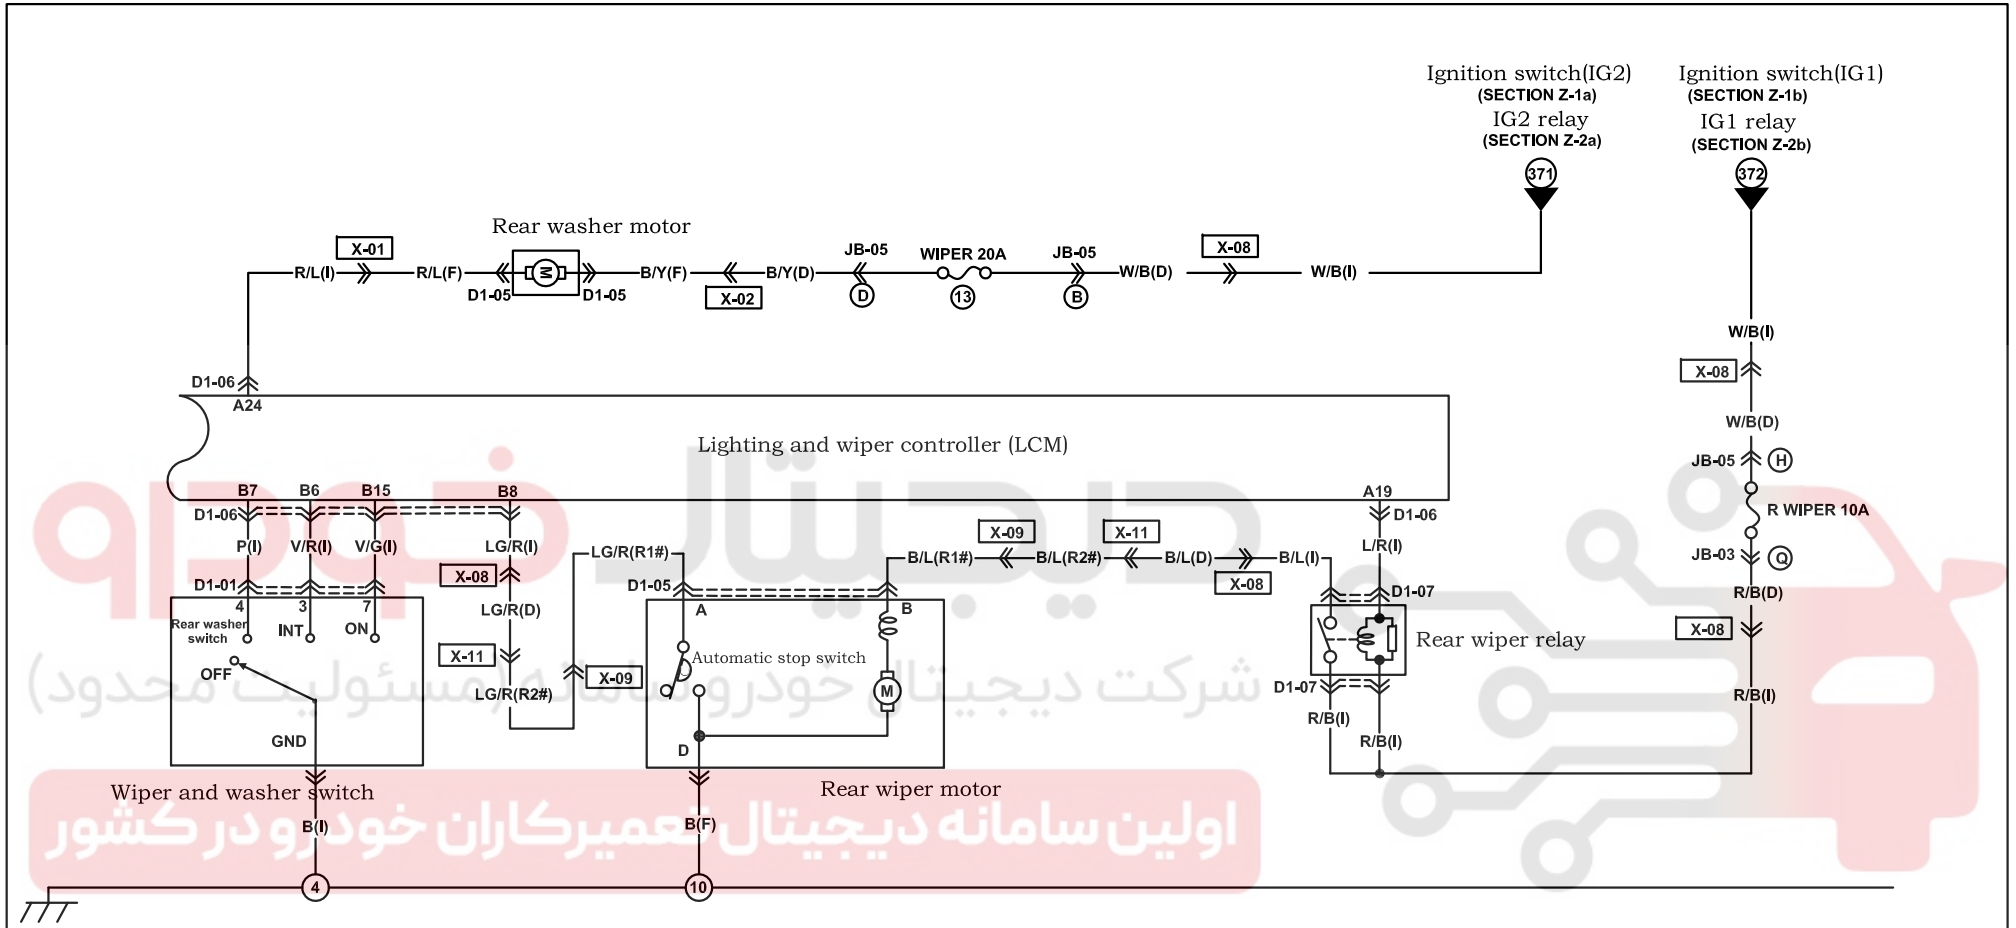 Ignition switch(IG2)
(SECTION Z-1a)
IG2 relay
(SECTION Z-2a)
371
Ignition switch(IG1)
(SECTION Z-1b)
IG1 relay
(SECTION Z-2b)
372
Rear washer motor
R/L(I)
X-01
R/L(F)
D1-05
M
D1-05
B/Y(F)
X-02
B/Y(D)
JB-05
D
WIPER 20A
13
JB-05
B
W/B(D)
X-08
W/B(I)
W/B(I)
X-08
W/B(D)
JB-05
H
R WIPER 10A
JB-03
Q
R/B(D)
X-08
R/B(I)
D1-06
A24
Lighting and wiper controller (LCM)
B7
B6
B15
B8
A19
D1-06
D1-06
P(I)
V/R(I)
V/G(I)
LG/R(I)
X-08
LG/R(D)
X-11
LG/R(R2#)
X-09
LG/R(R1#)
L/R(I)
B/L(R1#)
X-09
B/L(R2#)
X-11
B/L(D)
X-08
B/L(I)
D1-01
4
3
7
Rear washer
switch
INT
ON
OFF
GND
Wiper and washer switch
B(I)
4
D1-05
A
B
Automatic stop switch
M
D
Rear wiper motor
B(F)
10
D1-07
Rear wiper relay
D1-07
R/B(I)
R/B(I)
دیجیتال خودرو
شرکت دیجیتال خودرو سامانه (مسئولیت محدود)
اولین سامانه دیجیتال تعمیرکاران خودرو در کشور